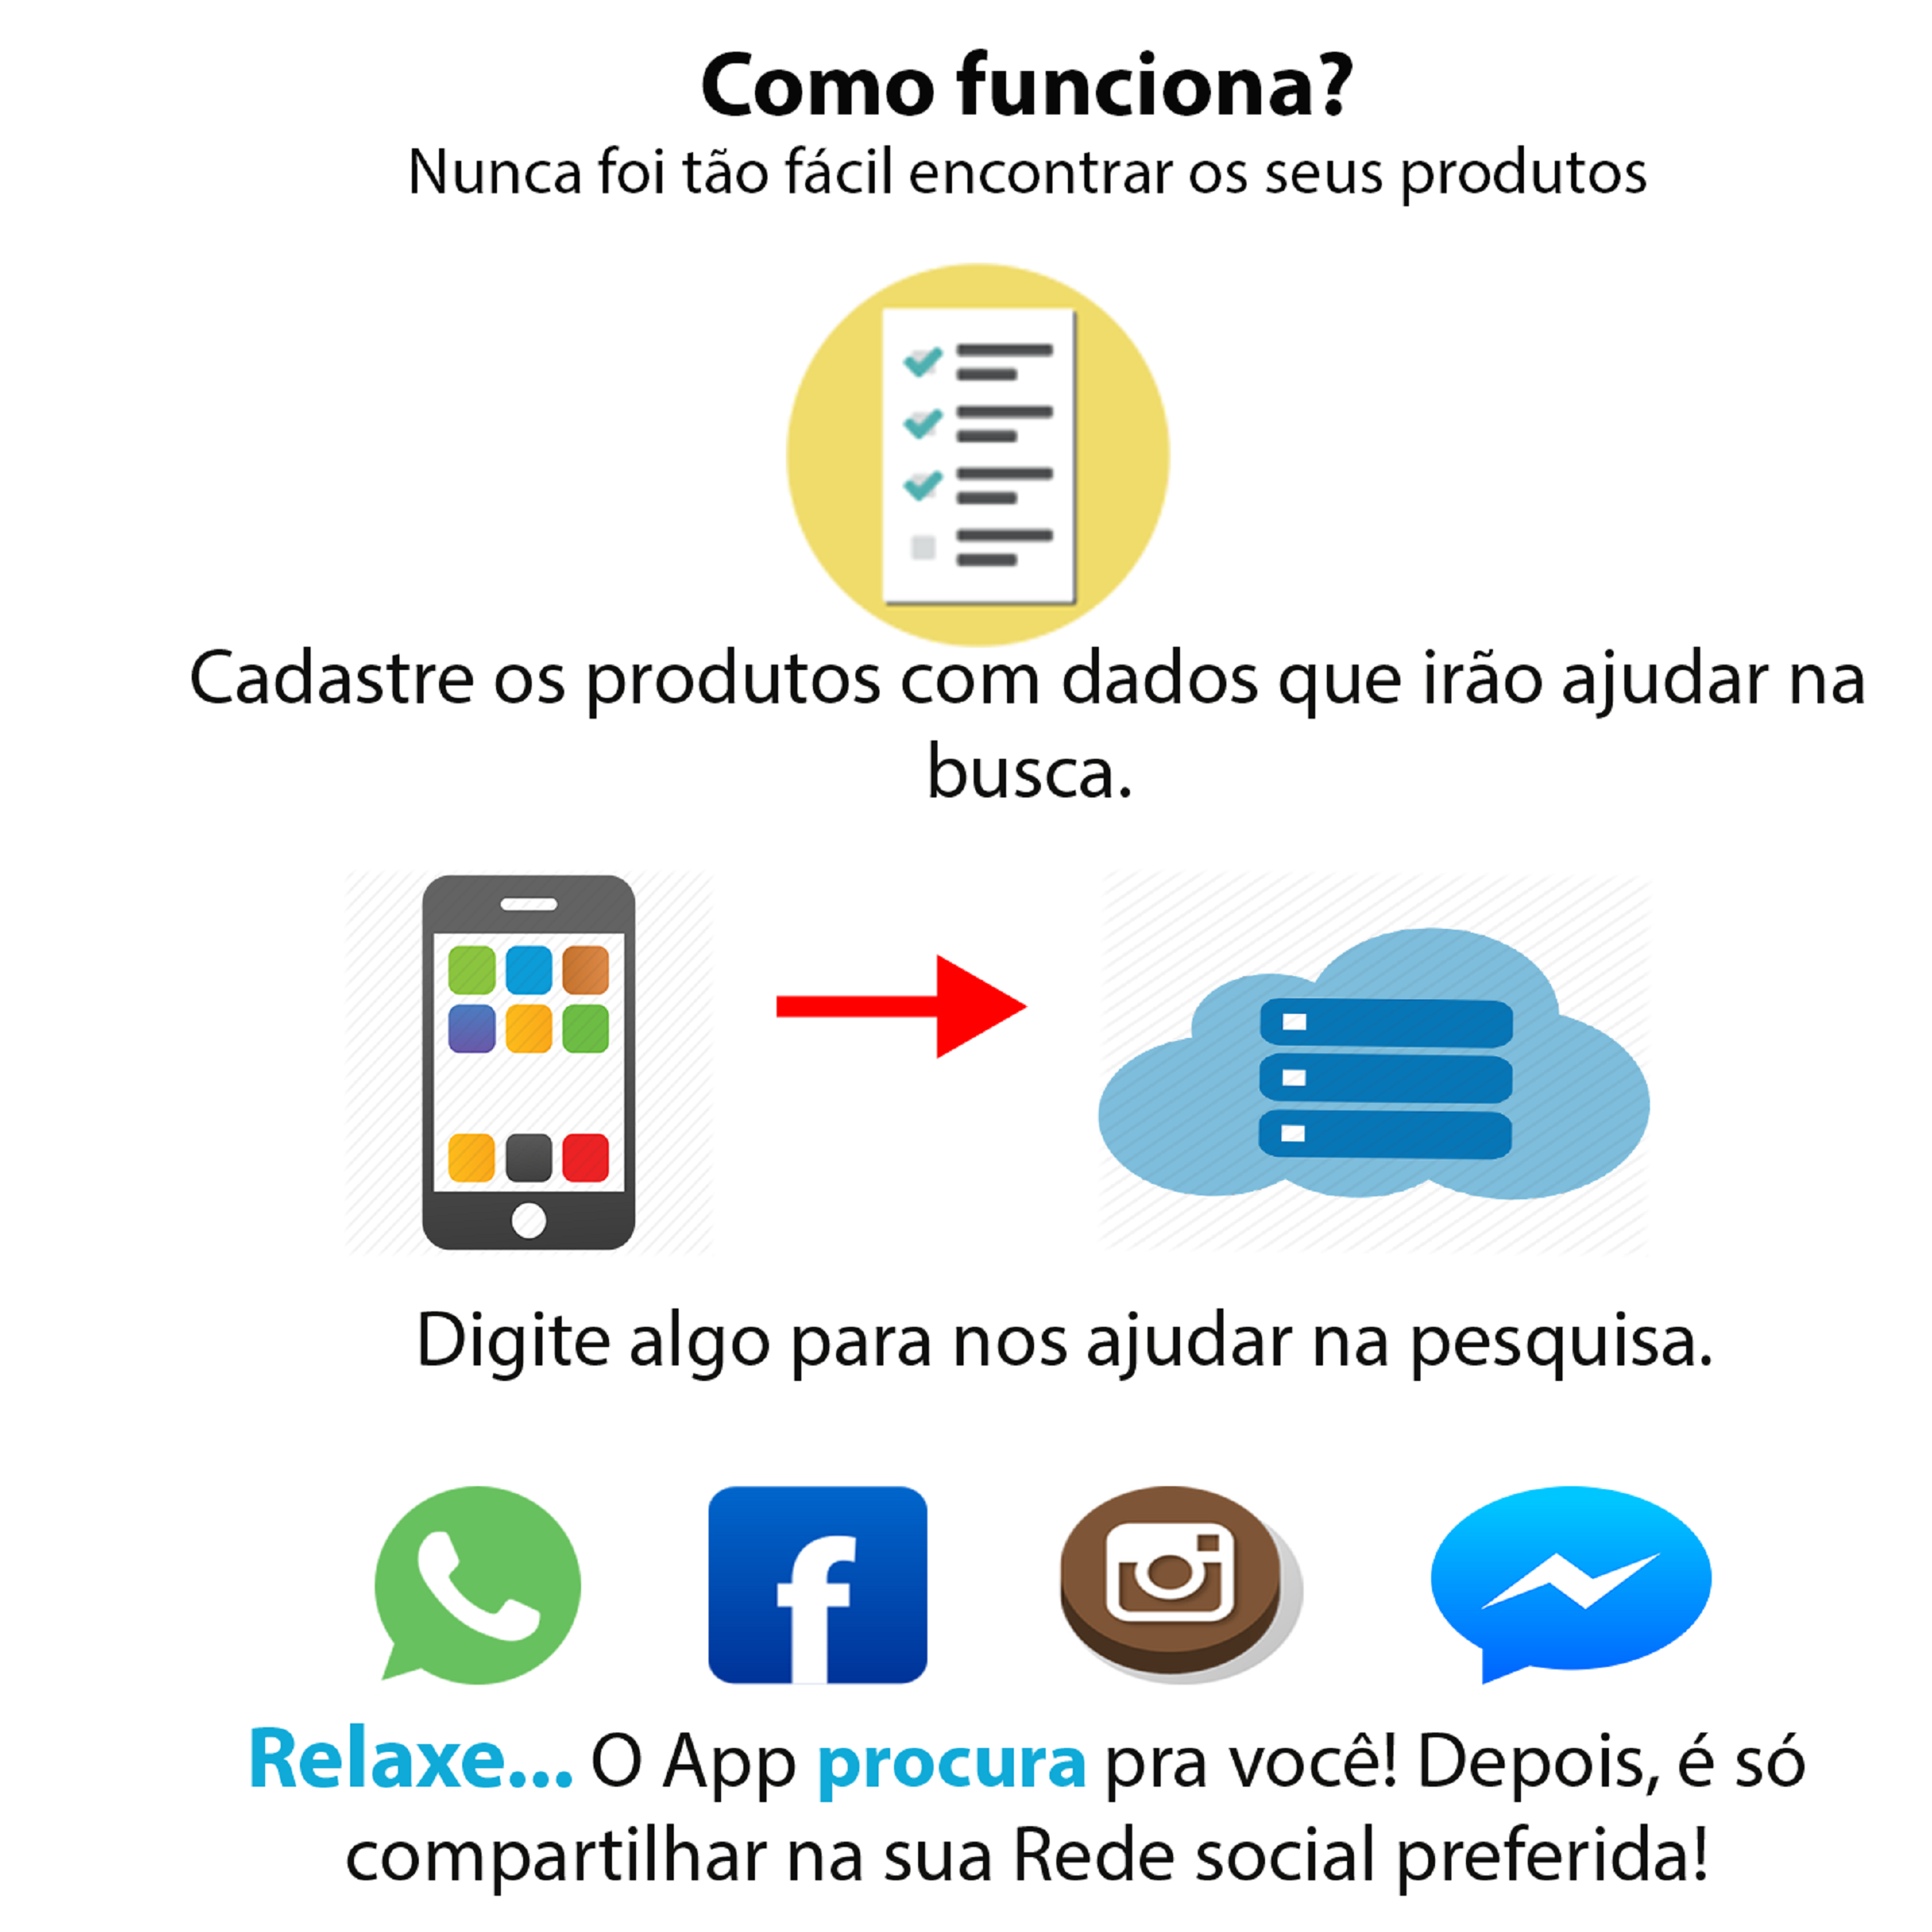 Como funciona?
Nunca foi tão fácil encontrar os seus produtos
Cadastre os produtos com dados que irão ajudar na
busca.
Digite algo para nos ajudar na pesquisa.
Relaxe... O App procura pra você! Depois, é só
compartilhar na sua Rede social preferida!